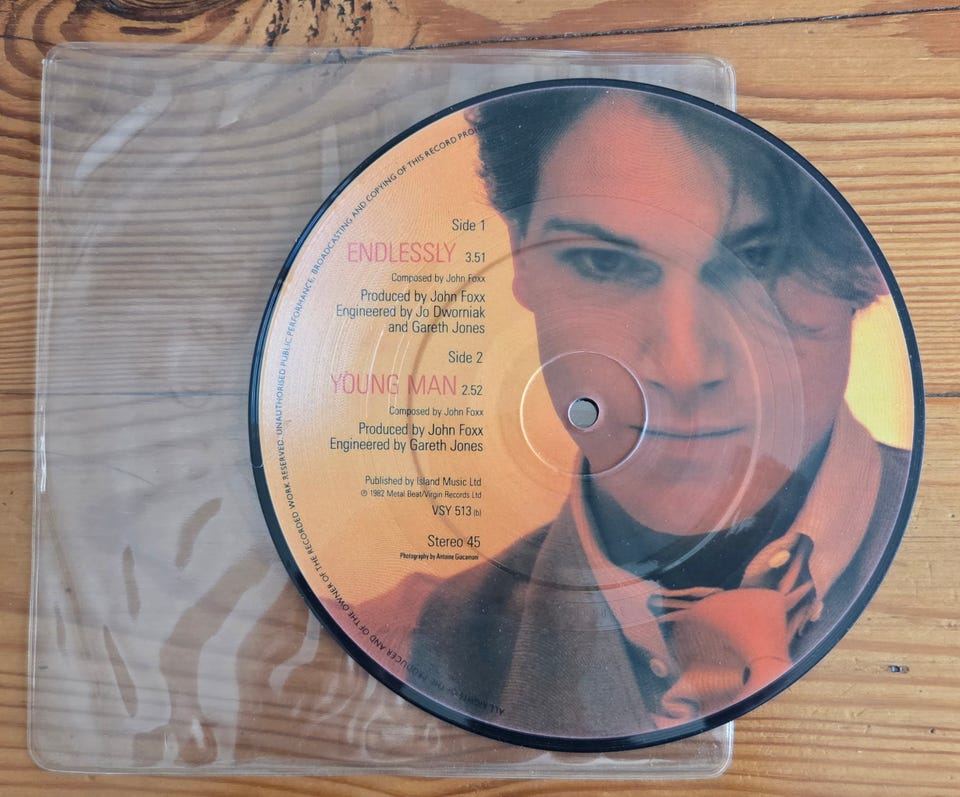 Side 1
ENDLESSLY 3.51
Composed by John Foxx
Produced by John Foxx
Engineered by Jo Dworniak
and Gareth Jones
Side 2
YOUNG MAN 2.52
Composed by John Foxx
Produced by John Foxx
Engineered by Gareth Jones
Published by Island Music Ltd
℗ 1982 Metal Beat/Virgin Records Ltd
VSY 513 (b)
Stereo 45
Photography by Antoine Giacomoni
ALL RIGHTS OF THE PRODUCER AND OF THE OWNER OF THE RECORDED WORK RESERVED. UNAUTHORISED PUBLIC PERFORMANCE, BROADCASTING AND COPYING OF THIS RECORD